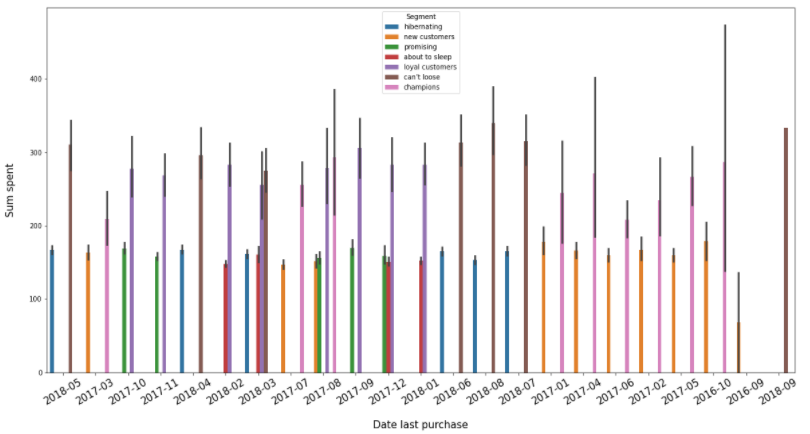 Segment
hibernating
new customers
promising
about to sleep
loyal customers
can't loose
champions
Sum spent
400
300
200
100
0
2018-05 2017-03 2017-10 2017-11 2018-04 2018-02 2018-03 2017-07 2017-08 2017-09 2017-12 2018-01 2018-06 2018-08 2018-07 2017-01 2017-04 2017-06 2017-02 2017-05 2016-10 2016-09 2018-09
Date last purchase